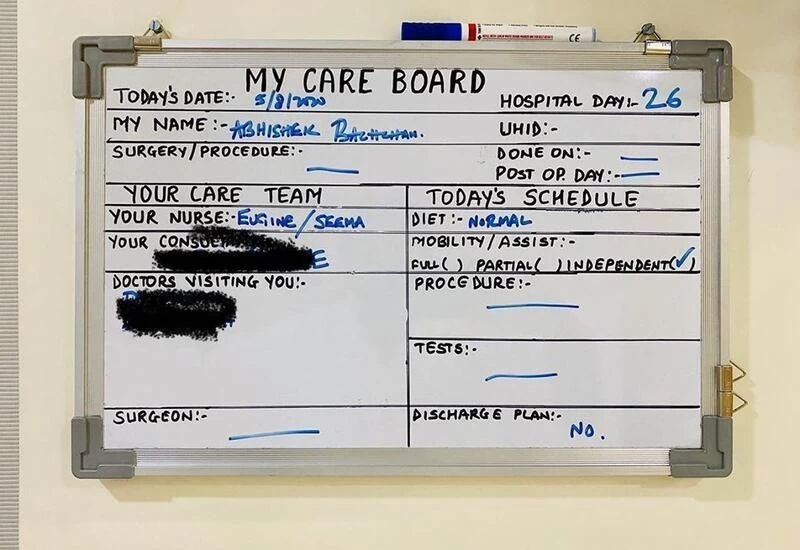 MY CARE BOARD
TODAY'S DATE:- 5/8/2020
HOSPITAL DAY:- 26
MY NAME:- ABHISHEK BACHCHAN.
UHID:-
SURGERY/PROCEDURE:- —
DONE ON:- —
POST OP. DAY:- —
YOUR CARE TEAM
YOUR NURSE:- EUGINE/SEEMA
YOUR
DOCTORS VISITING YOU:-
SURGEON:- —
TODAY'S SCHEDULE
DIET:- NORMAL
MOBILITY/ASSIST:-
FULL( ) PARTIAL( ) INDEPENDENT(✓)
PROCEDURE:- —
TESTS:- —
DISCHARGE PLAN:- NO.
CE